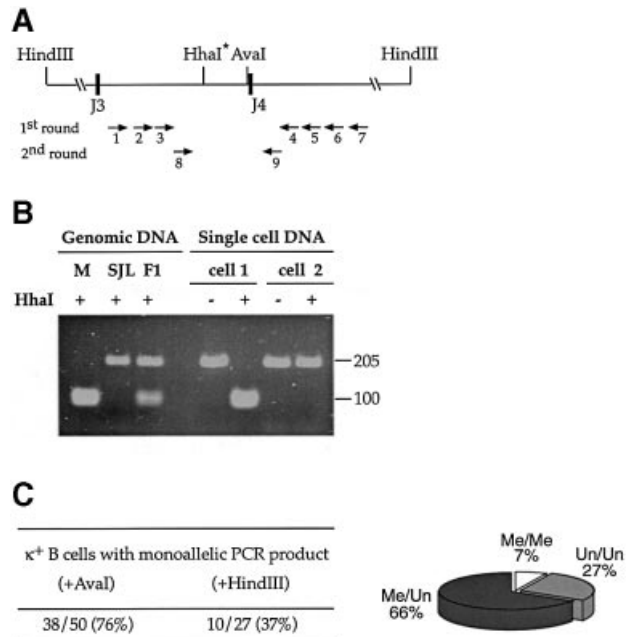 A
HindIII HhaI* AvaI HindIII
J3 J4
1st round
1 2 3 4 5 6 7
2nd round
8 9
B
Genomic DNA Single cell DNA
M SJL F1 cell 1 cell 2
HhaI + + + - + - +
205
100
C
κ+ B cells with monoallelic PCR product
(+AvaI) (+HindIII)
38/50 (76%) 10/27 (37%)
Me/Me
7%
Un/Un
27%
Me/Un
66%